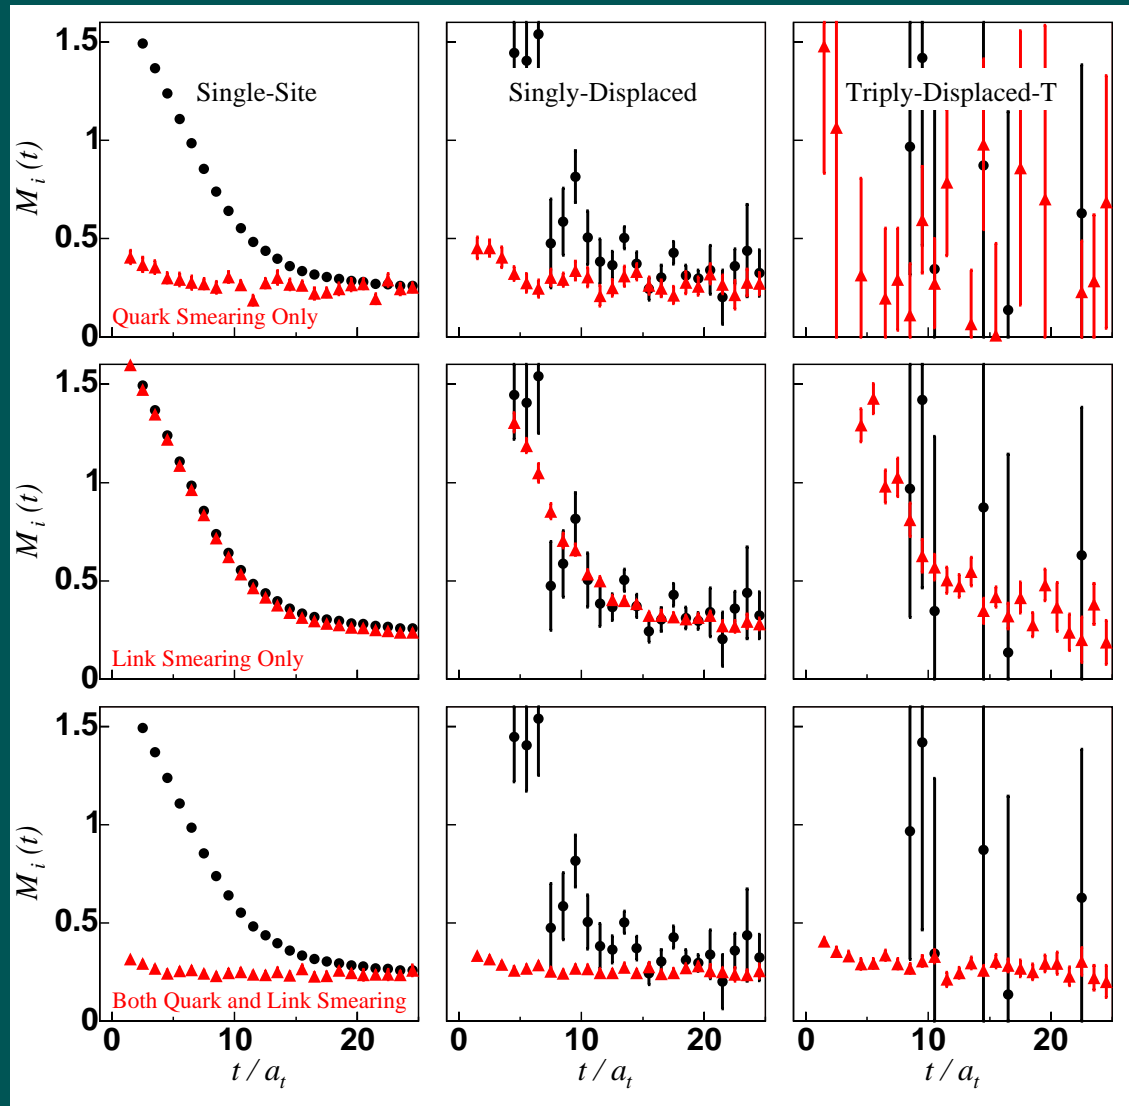 Single-Site
Singly-Displaced
Triply-Displaced-T
1.5
1
0.5
0
M i (t)
Quark Smearing Only
1.5
1
0.5
0
M i (t)
Link Smearing Only
1.5
1
0.5
0
M i (t)
Both Quark and Link Smearing
0 10 20
0 10 20
0 10 20
t / a t
t / a t
t / a t